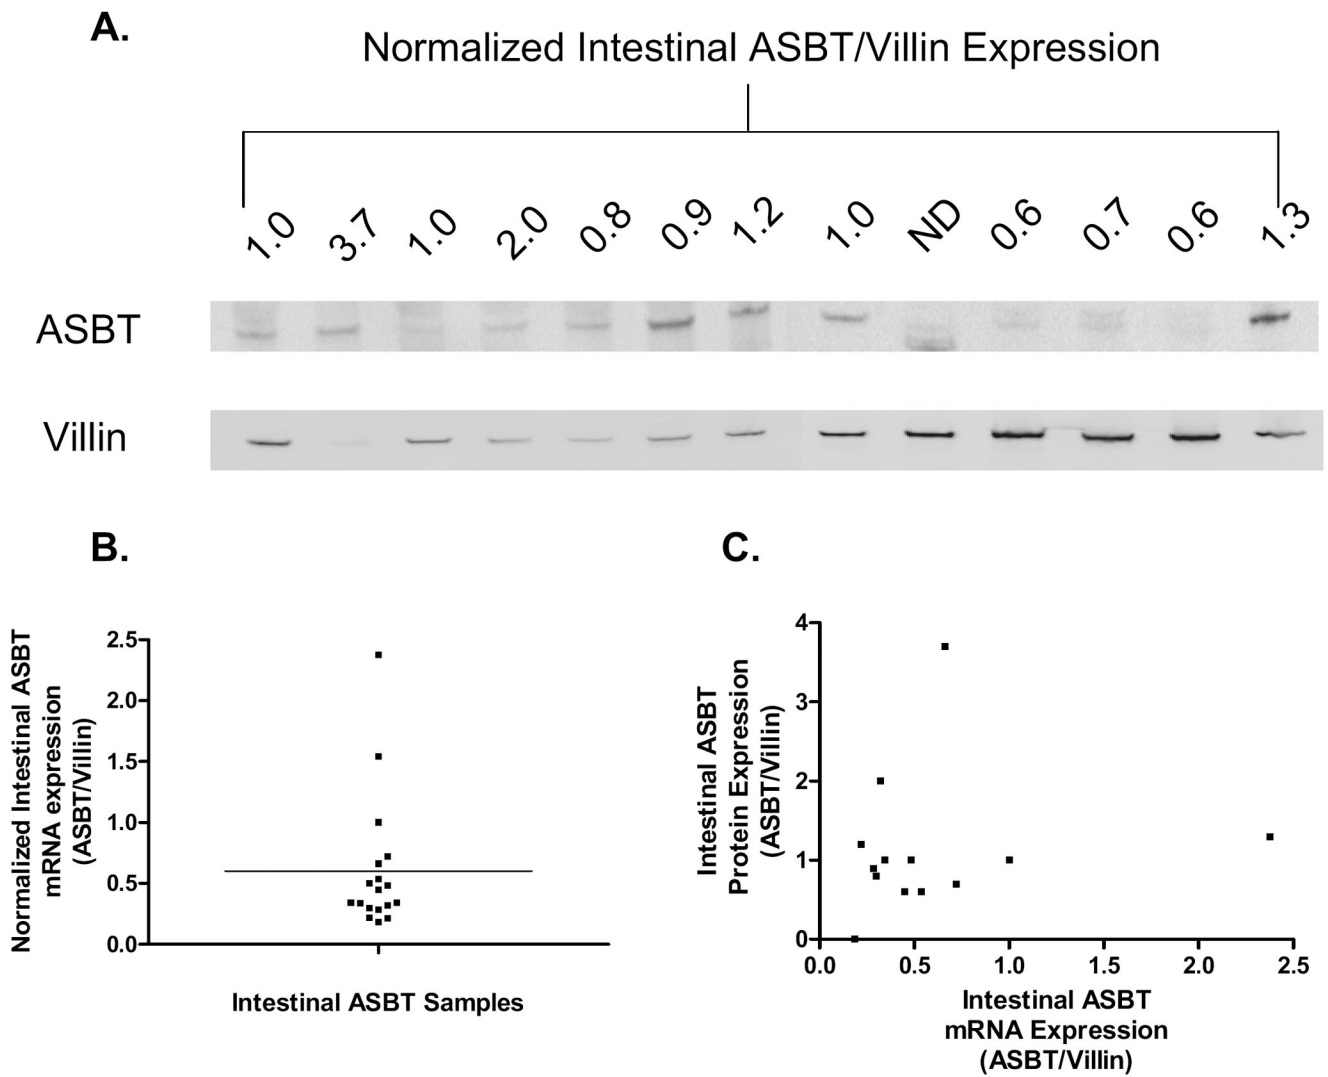 A.
Normalized Intestinal ASBT/Villin Expression
1.0 3.7 1.0 2.0 0.8 0.9 1.2 1.0 ND 0.6 0.7 0.6 1.3
ASBT
Villin
B.
Normalized Intestinal ASBT
mRNA expression
(ASBT/Villin)
2.5
2.0
1.5
1.0
0.5
0.0
Intestinal ASBT Samples
C.
Intestinal ASBT
Protein Expression
(ASBT/Villin)
4
3
2
1
0
0.0 0.5 1.0 1.5 2.0 2.5
Intestinal ASBT
mRNA Expression
(ASBT/Villin)